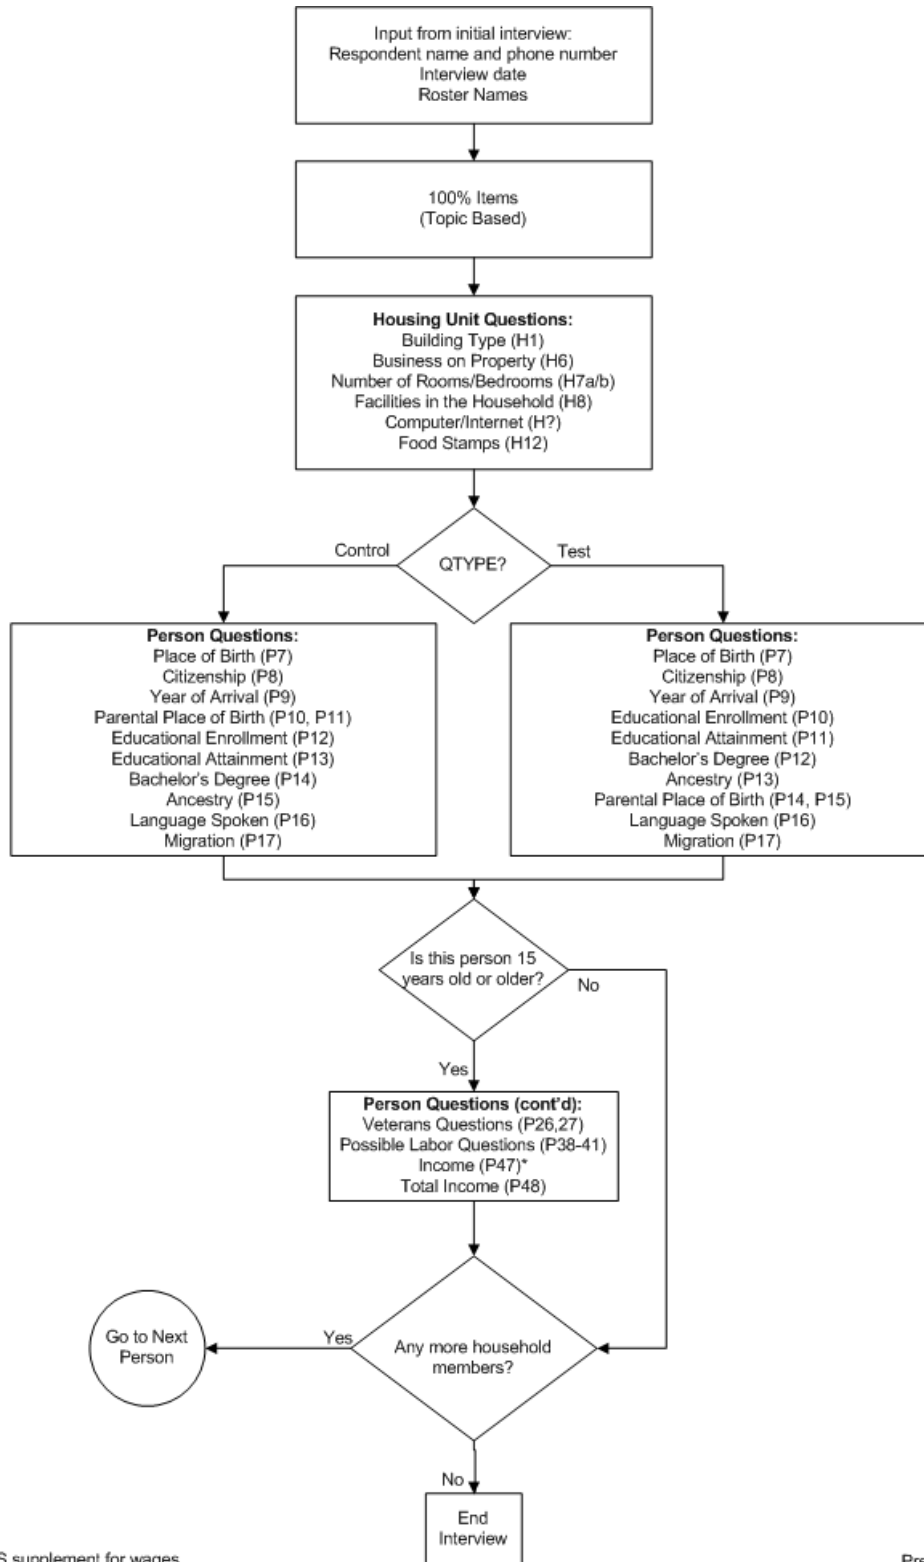 Input from initial interview:
Respondent name and phone number
Interview date
Roster Names
100% Items
(Topic Based)
Housing Unit Questions:
Building Type (H1)
Business on Property (H6)
Number of Rooms/Bedrooms (H7a/b)
Facilities in the Household (H8)
Computer/Internet (H?)
Food Stamps (H12)
Control
QTYPE?
Test
Person Questions:
Place of Birth (P7)
Citizenship (P8)
Year of Arrival (P9)
Parental Place of Birth (P10, P11)
Educational Enrollment (P12)
Educational Attainment (P13)
Bachelor's Degree (P14)
Ancestry (P15)
Language Spoken (P16)
Migration (P17)
Person Questions:
Place of Birth (P7)
Citizenship (P8)
Year of Arrival (P9)
Educational Enrollment (P10)
Educational Attainment (P11)
Bachelor's Degree (P12)
Ancestry (P13)
Parental Place of Birth (P14, P15)
Language Spoken (P16)
Migration (P17)
Is this person 15
years old or older?
No
Yes
Person Questions (cont'd):
Veterans Questions (P26,27)
Possible Labor Questions (P38-41)
Income (P47)*
Total Income (P48)
Go to Next
Person
Yes
Any more household
members?
No
End
Interview
S supplement for wages